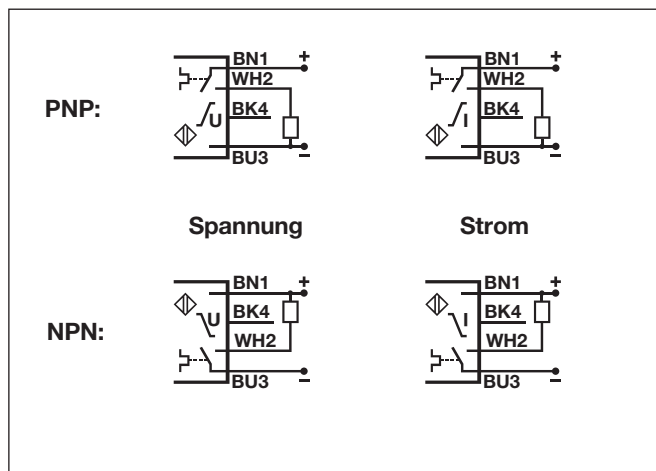 PNP:
BN1 +
WH2
U BK4
BU3 −
BN1 +
WH2
I BK4
BU3 −
Spannung
Strom
NPN:
BN1 +
U BK4
WH2
BU3 −
BN1 +
I BK4
WH2
BU3 −